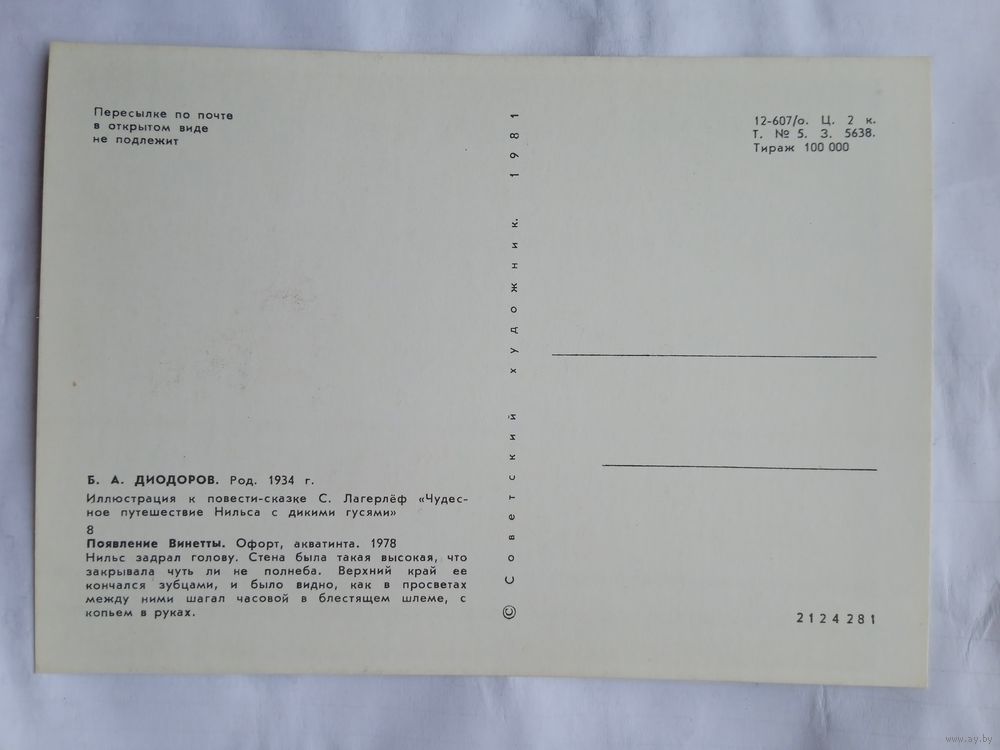 Пересылке по почте
в открытом виде
не подлежит
12-607/о. Ц. 2 к.
Т. № 5. З. 5638.
Тираж 100 000
Б. А. ДИОДОРОВ. Род. 1934 г.
Иллюстрация к повести-сказке С. Лагерлёф «Чудес-
ное путешествие Нильса с дикими гусями»
8
Появление Винетты. Офорт, акватинта. 1978
Нильс задрал голову. Стена была такая высокая, что
закрывала чуть ли не полнеба. Верхний край ее
кончался зубцами, и было видно, как в просветах
между ними шагал часовой в блестящем шлеме, с
копьем в руках.
© Советский художник. 1981
2124281
www.ay.by